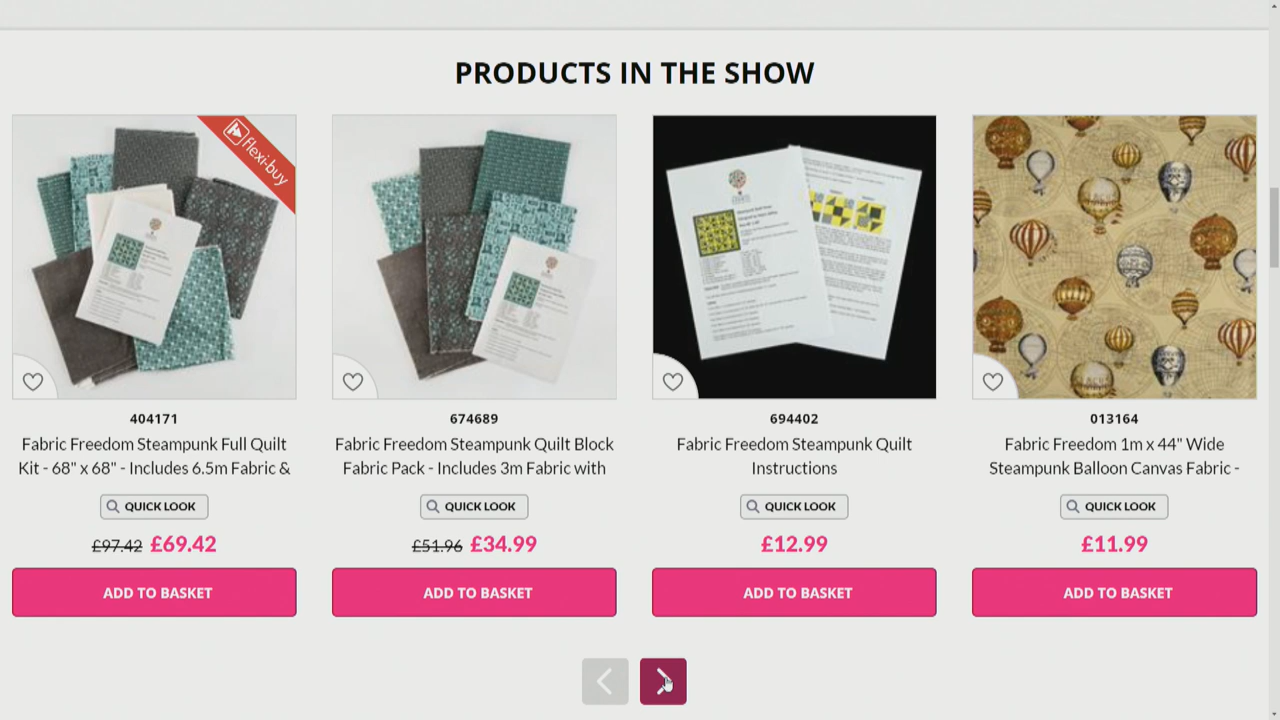 PRODUCTS IN THE SHOW
flexi-buy
404171
Fabric Freedom Steampunk Full Quilt
Kit - 68" x 68" - Includes 6.5m Fabric &
QUICK LOOK
£97.42 £69.42
ADD TO BASKET
674689
Fabric Freedom Steampunk Quilt Block
Fabric Pack - Includes 3m Fabric with
QUICK LOOK
£51.96 £34.99
ADD TO BASKET
694402
Fabric Freedom Steampunk Quilt
Instructions
QUICK LOOK
£12.99
ADD TO BASKET
013164
Fabric Freedom 1m x 44" Wide
Steampunk Balloon Canvas Fabric -
QUICK LOOK
£11.99
ADD TO BASKET